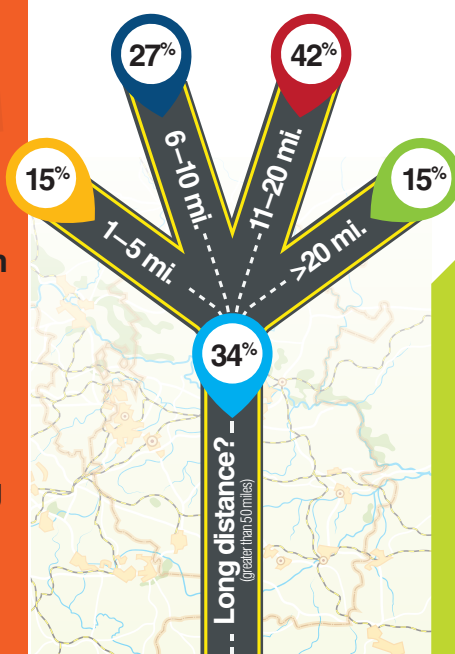 27%
42%
15%
15%
6–10 mi.
11–20 mi.
1–5 mi.
>20 mi.
34%
Long distance?
(greater than 50 miles)